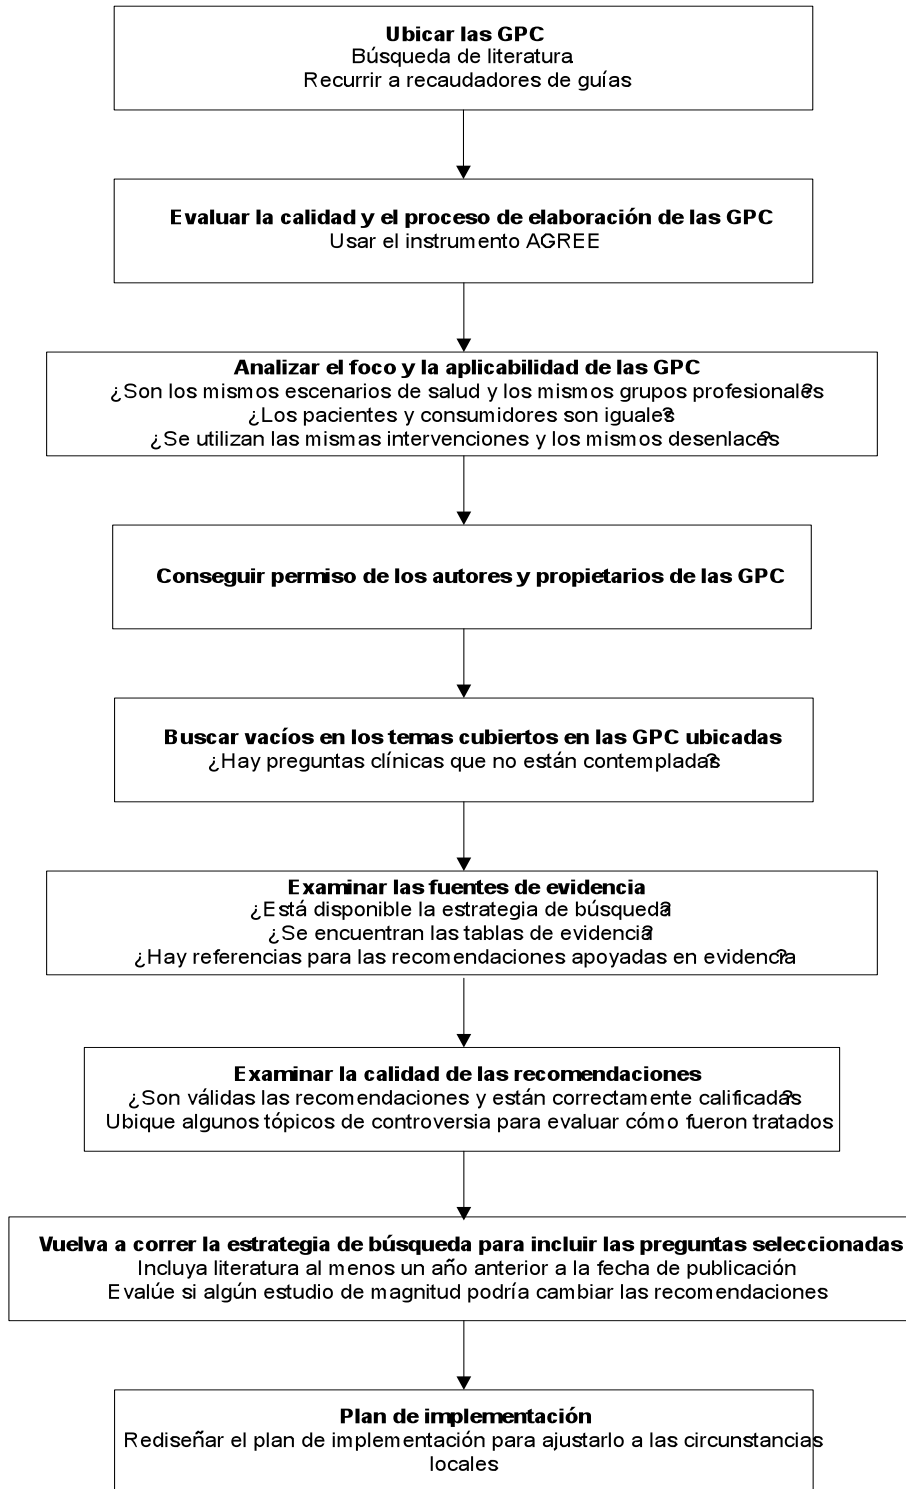 Ubicar las GPC
Búsqueda de literatura
Recurrir a recaudadores de guías
Evaluar la calidad y el proceso de elaboración de las GPC
Usar el instrumento AGREE
Analizar el foco y la aplicabilidad de las GPC
¿Son los mismos escenarios de salud y los mismos grupos profesionales?
¿Los pacientes y consumidores son iguales?
¿Se utilizan las mismas intervenciones y los mismos desenlaces?
Conseguir permiso de los autores y propietarios de las GPC
Buscar vacíos en los temas cubiertos en las GPC ubicadas
¿Hay preguntas clínicas que no están contempladas?
Examinar las fuentes de evidencia
¿Está disponible la estrategia de búsqueda?
¿Se encuentran las tablas de evidencia?
¿Hay referencias para las recomendaciones apoyadas en evidencia?
Examinar la calidad de las recomendaciones
¿Son válidas las recomendaciones y están correctamente calificadas?
Ubique algunos tópicos de controversia para evaluar cómo fueron tratados
Vuelva a correr la estrategia de búsqueda para incluir las preguntas seleccionadas
Incluya literatura al menos un año anterior a la fecha de publicación
Evalúe si algún estudio de magnitud podría cambiar las recomendaciones
Plan de implementación
Rediseñar el plan de implementación para ajustarlo a las circunstancias
locales